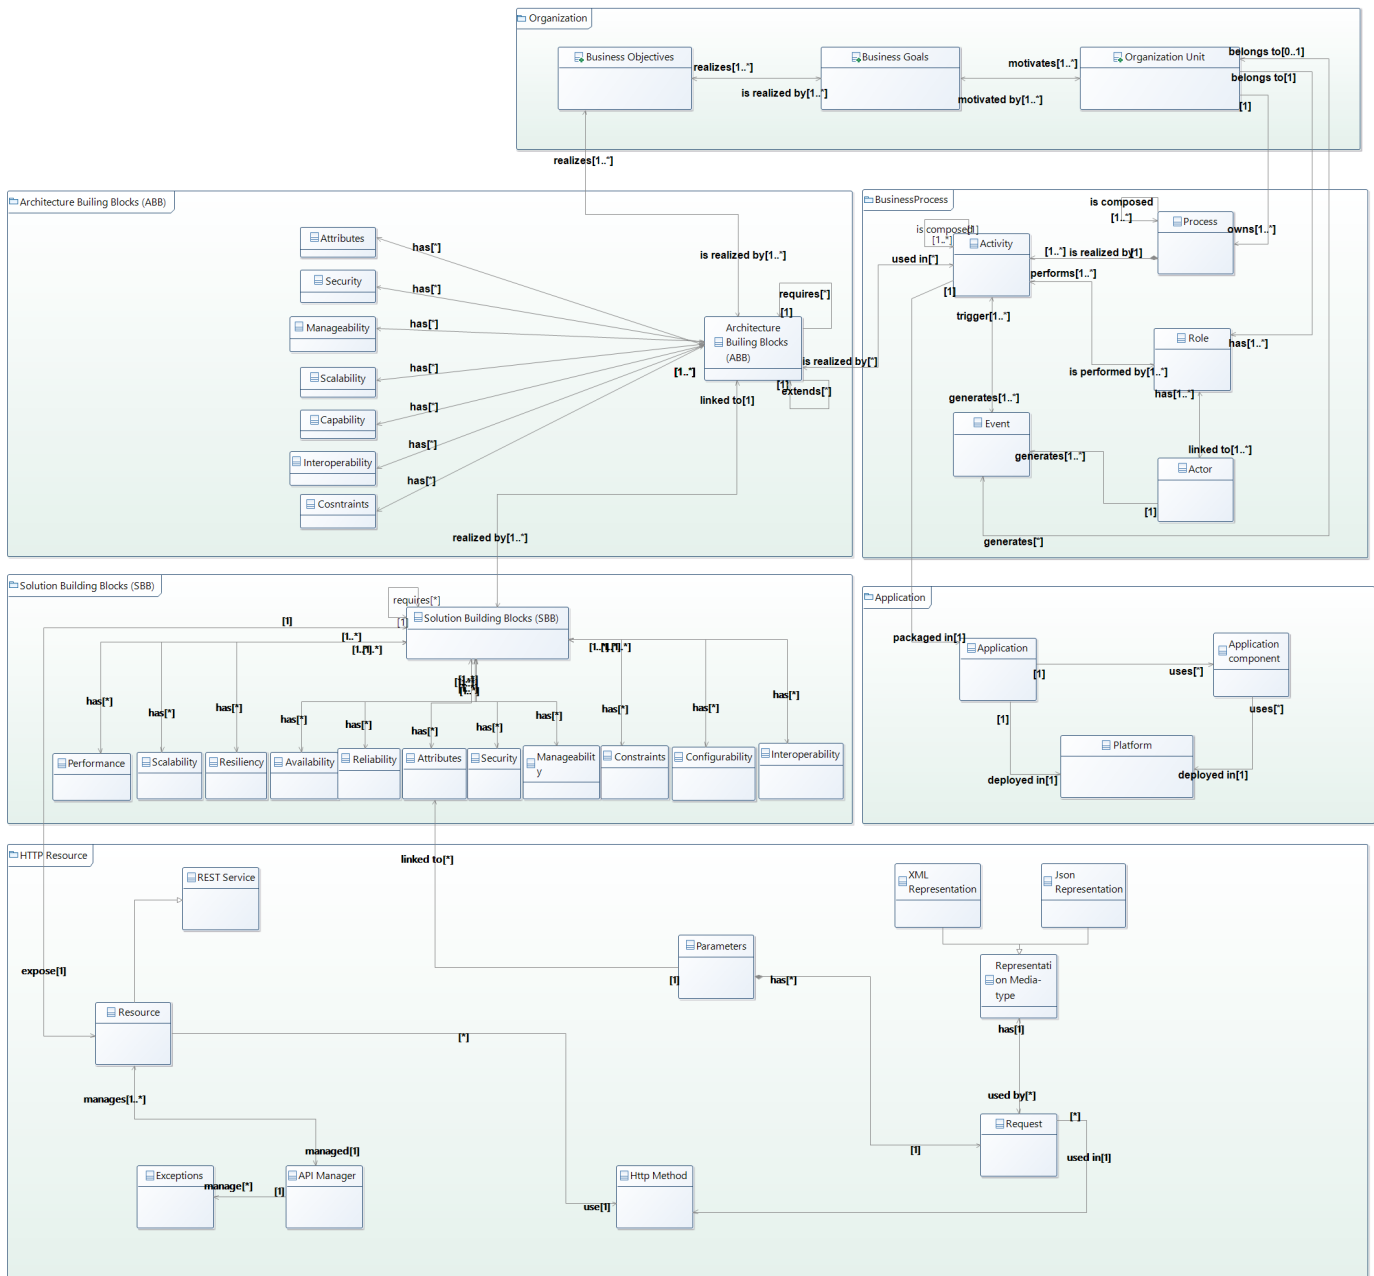 Organization
Business Objectives
Business Goals
Organization Unit
belongs to[0..1]
realizes[1..*]
motivates[1..*]
belongs to[1]
is realized by[1..*]
motivated by[1..*]
[1]
realizes[1..*]
Architecture Builing Blocks (ABB)
Attributes
has[*]
Security
has[*]
Manageability
has[*]
Scalability
has[*]
Capability
has[*]
Interoperability
has[*]
Cosntraints
has[*]
is realized by[1..*]
requires[*]
[1]
Architecture
Builing Blocks
(ABB)
[1..*]
is realized by[*]
[1]
extends[*]
linked to[1]
realized by[1..*]
BusinessProcess
is composed
[1..*]
Process
owns[1..*]
is composed[1]
[1..*]
Activity
used in[*]
[1..*]
is realized by[1]
performs[1..*]
[1]
trigger[1..*]
Role
has[1..*]
is performed by[1..*]
has[1..*]
generates[1..*]
Event
generates[1..*]
linked to[1..*]
Actor
[1]
generates[*]
Solution Building Blocks (SBB)
requires[*]
[1]
Solution Building Blocks (SBB)
[1]
[1..*]
has[*]
has[*]
has[*]
has[*]
has[*]
has[*]
has[*]
has[*]
has[*]
has[*]
has[*]
Performance
Scalability
Resiliency
Availability
Reliability
Attributes
Security
Manageabilit
y
Constraints
Configurability
Interoperability
Application
packaged in[1]
Application
[1]
uses[*]
Application
component
[1]
uses[*]
Platform
deployed in[1]
deployed in[1]
HTTP Resource
linked to[*]
REST Service
XML
Representation
Json
Representation
Parameters
[1]
has[*]
Representati
on Media-
type
has[1]
expose[1]
Resource
[*]
used by[*]
[*]
Request
[1]
used in[1]
manages[1..*]
managed[1]
Exceptions
manage[*]
[1]
API Manager
Http Method
use[1]